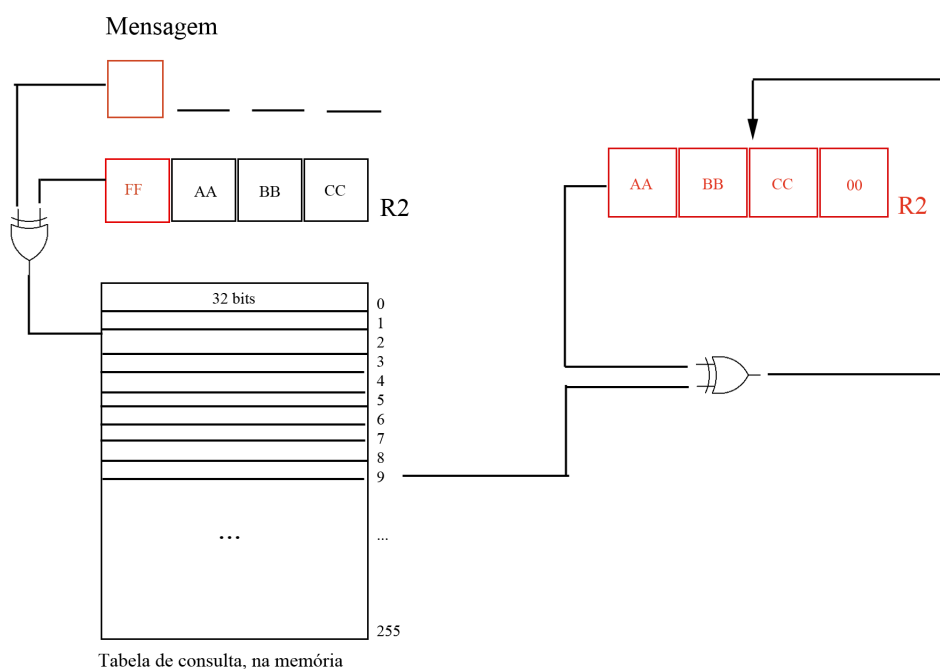 Mensagem
FF AA BB CC
R2
AA BB CC 00
R2
32 bits
0
1
2
3
4
5
6
7
8
9
...
...
255
Tabela de consulta, na memória